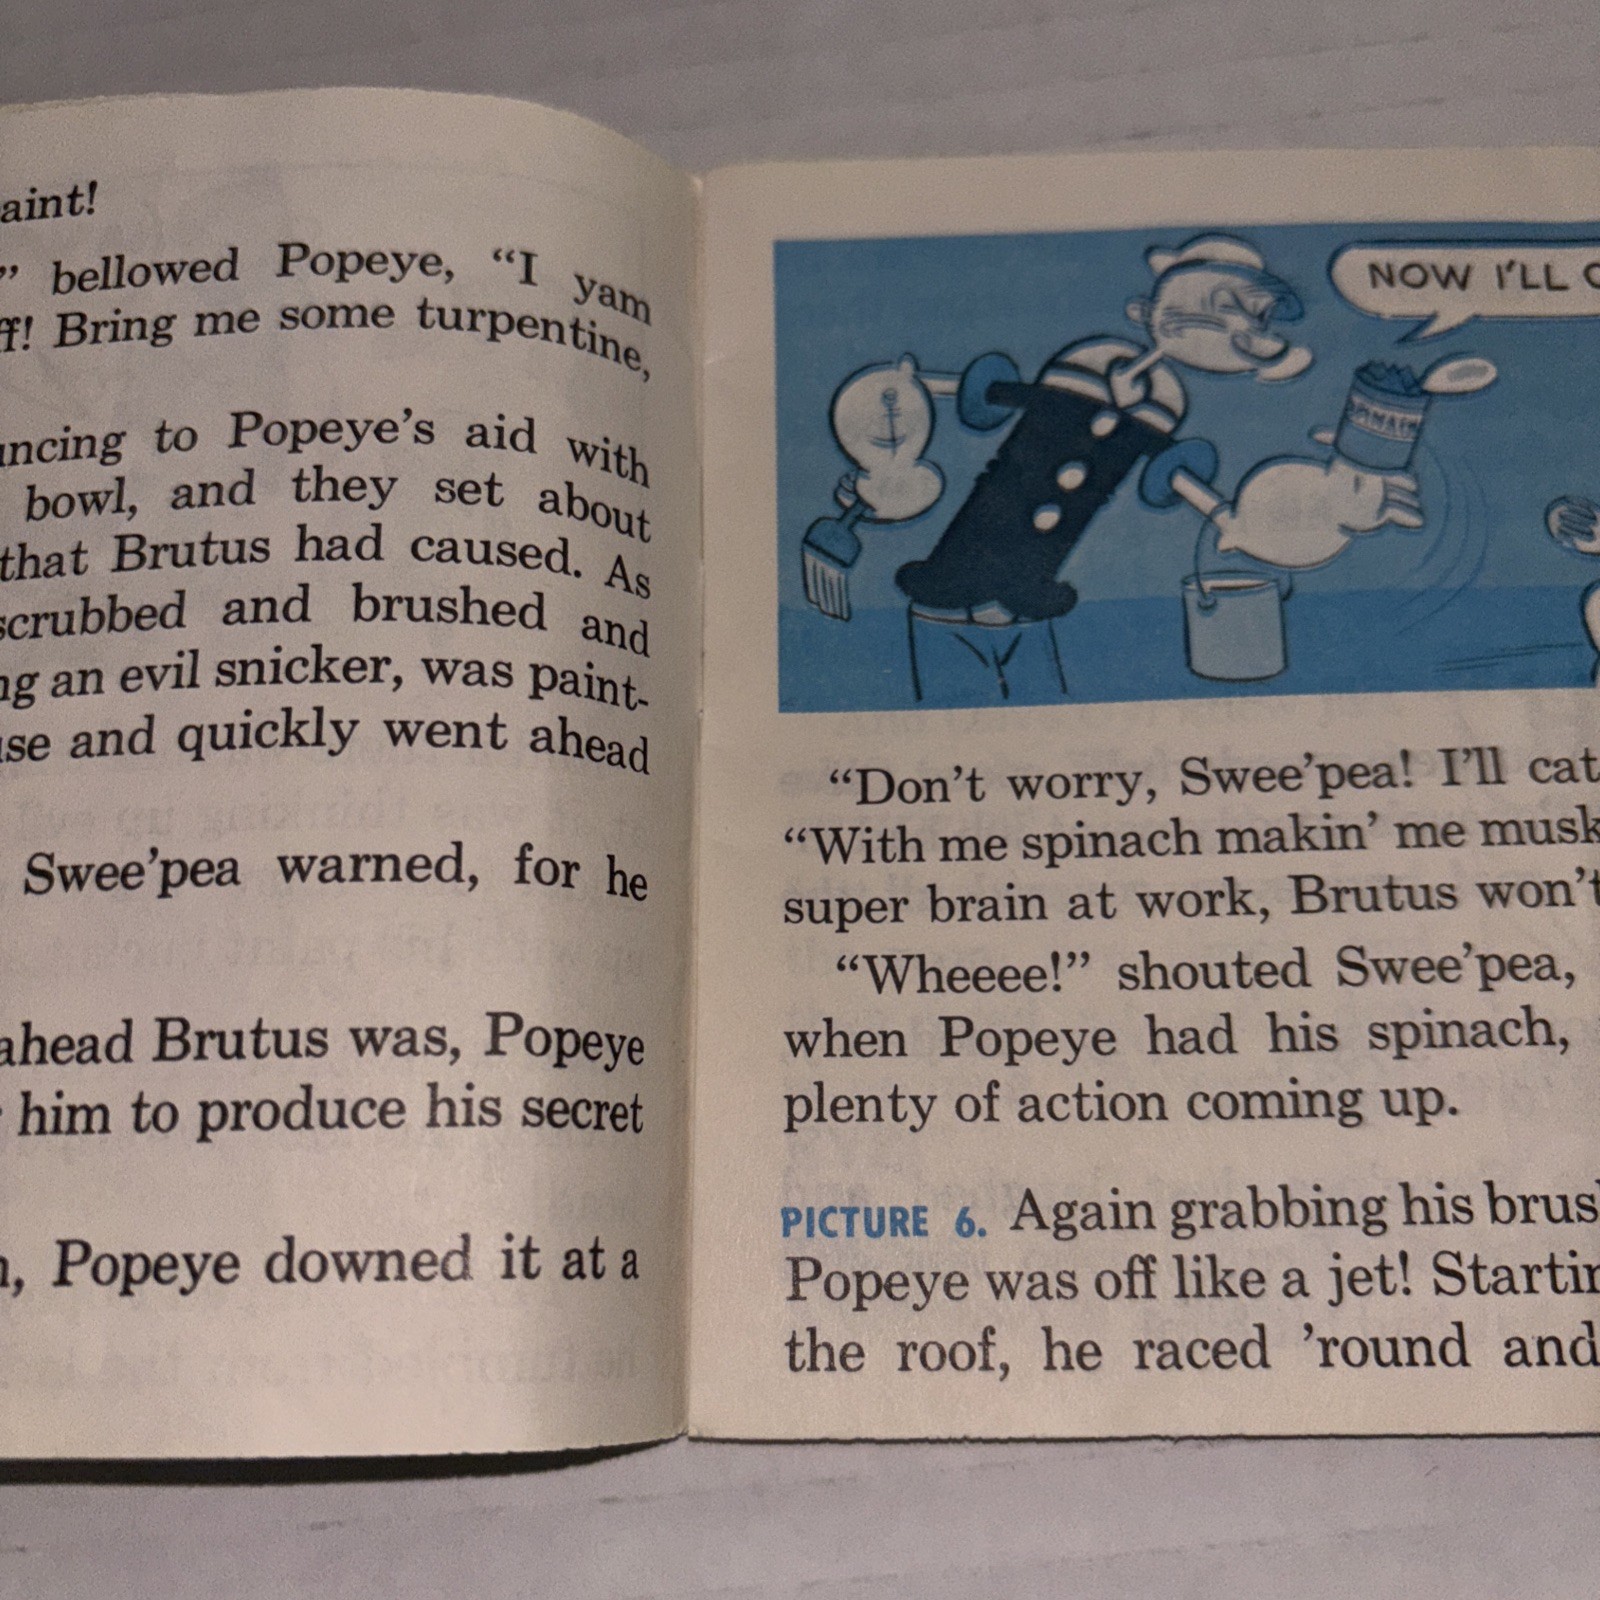 aint!
” bellowed Popeye, “I yam
ff! Bring me some turpentine,
ncing to Popeye’s aid with
bowl, and they set about
that Brutus had caused. As
scrubbed and brushed and
ng an evil snicker, was paint-
use and quickly went ahead
Swee’pea warned, for he
ahead Brutus was, Popeye
him to produce his secret
, Popeye downed it at a
NOW I’LL
SPINACH
“Don’t worry, Swee’pea! I’ll cat
“With me spinach makin’ me musk
super brain at work, Brutus won’t
“Wheeee!” shouted Swee’pea,
when Popeye had his spinach,
plenty of action coming up.
PICTURE 6. Again grabbing his brus
Popeye was off like a jet! Startin
the roof, he raced ’round and